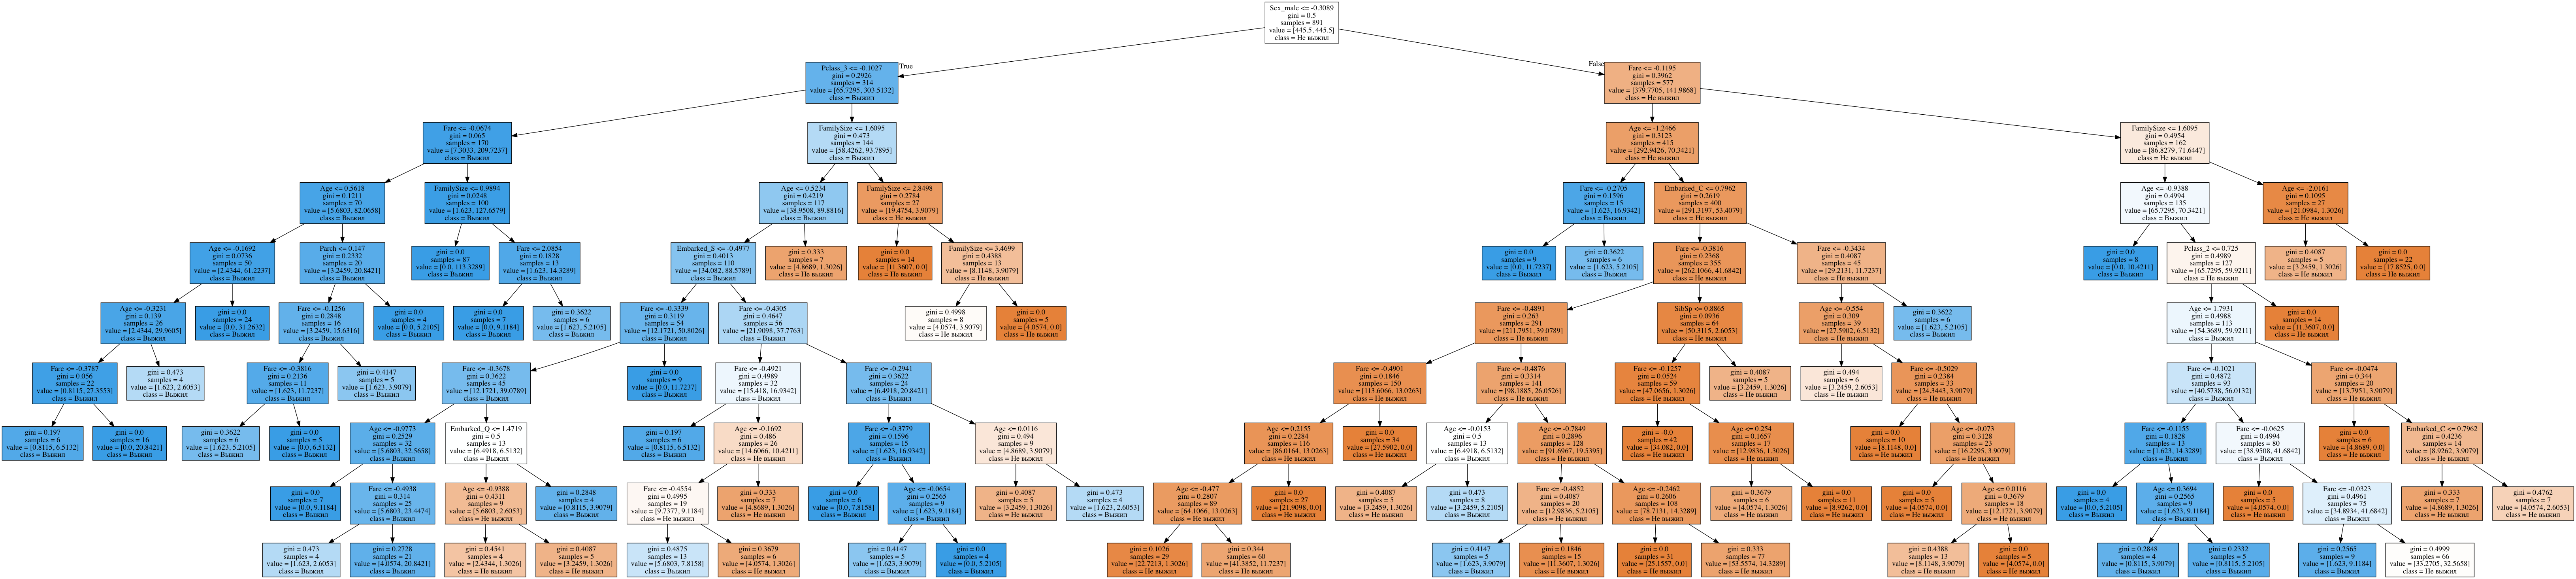 Sex_male <= -0.3089
gini = 0.5
samples = 891
value = [445.5, 445.5]
class = Не выжил
True
False
Pclass_3 <= -0.1027
gini = 0.2926
samples = 314
value = [65.7295, 303.5132]
class = Выжил
Fare <= -0.1195
gini = 0.3962
samples = 577
value = [379.7705, 141.9868]
class = Не выжил
Fare <= -0.0674
gini = 0.065
samples = 170
value = [7.3033, 209.7237]
class = Выжил
FamilySize <= 1.6095
gini = 0.473
samples = 144
value = [58.4262, 93.7895]
class = Выжил
Age <= -1.2466
gini = 0.3123
samples = 415
value = [292.9426, 70.3421]
class = Не выжил
FamilySize <= 1.6095
gini = 0.4954
samples = 162
value = [86.8279, 71.6447]
class = Не выжил
Age <= 0.5618
gini = 0.1211
samples = 70
value = [5.6803, 82.0658]
class = Выжил
FamilySize <= 0.9894
gini = 0.0248
samples = 100
value = [1.623, 127.6579]
class = Выжил
Age <= 0.5234
gini = 0.4219
samples = 117
value = [38.9508, 89.8816]
class = Выжил
FamilySize <= 2.8498
gini = 0.2784
samples = 27
value = [19.4754, 3.9079]
class = Не выжил
Fare <= -0.2705
gini = 0.1596
samples = 15
value = [1.623, 16.9342]
class = Выжил
Embarked_C <= 0.7962
gini = 0.2619
samples = 400
value = [291.3197, 53.4079]
class = Не выжил
Age <= -0.9388
gini = 0.4994
samples = 135
value = [65.7295, 70.3421]
class = Выжил
Age <= -2.0161
gini = 0.1095
samples = 27
value = [21.0984, 1.3026]
class = Не выжил
Age <= -0.1692
gini = 0.0736
samples = 50
value = [2.4344, 61.2237]
class = Выжил
Parch <= 0.147
gini = 0.2332
samples = 20
value = [3.2459, 20.8421]
class = Выжил
gini = 0.0
samples = 87
value = [0.0, 113.3289]
class = Выжил
Fare <= 2.0854
gini = 0.1828
samples = 13
value = [1.623, 14.3289]
class = Выжил
Embarked_S <= -0.4977
gini = 0.4013
samples = 110
value = [34.082, 88.5789]
class = Выжил
gini = 0.333
samples = 7
value = [4.8689, 1.3026]
class = Не выжил
gini = 0.0
samples = 14
value = [11.3607, 0.0]
class = Не выжил
FamilySize <= 3.4699
gini = 0.4388
samples = 13
value = [8.1148, 3.9079]
class = Не выжил
gini = 0.0
samples = 9
value = [0.0, 11.7237]
class = Выжил
gini = 0.3622
samples = 6
value = [1.623, 5.2105]
class = Выжил
Fare <= -0.3816
gini = 0.2368
samples = 355
value = [262.1066, 41.6842]
class = Не выжил
Fare <= -0.3434
gini = 0.4087
samples = 45
value = [29.2131, 11.7237]
class = Не выжил
gini = 0.0
samples = 8
value = [0.0, 10.4211]
class = Выжил
Pclass_2 <= 0.725
gini = 0.4989
samples = 127
value = [65.7295, 59.9211]
class = Не выжил
gini = 0.4087
samples = 5
value = [3.2459, 1.3026]
class = Не выжил
gini = 0.0
samples = 22
value = [17.8525, 0.0]
class = Не выжил
Age <= -0.3231
gini = 0.139
samples = 26
value = [2.4344, 29.9605]
class = Выжил
gini = 0.0
samples = 24
value = [0.0, 31.2632]
class = Выжил
Fare <= -0.1256
gini = 0.2848
samples = 16
value = [3.2459, 15.6316]
class = Выжил
gini = 0.0
samples = 4
value = [0.0, 5.2105]
class = Выжил
gini = 0.0
samples = 7
value = [0.0, 9.1184]
class = Выжил
gini = 0.3622
samples = 6
value = [1.623, 5.2105]
class = Выжил
Fare <= -0.3339
gini = 0.3119
samples = 54
value = [12.1721, 50.8026]
class = Выжил
Fare <= -0.4305
gini = 0.4647
samples = 56
value = [21.9098, 37.7763]
class = Выжил
gini = 0.4998
samples = 8
value = [4.0574, 3.9079]
class = Не выжил
gini = 0.0
samples = 5
value = [4.0574, 0.0]
class = Не выжил
Fare <= -0.4891
gini = 0.263
samples = 291
value = [211.7951, 39.0789]
class = Не выжил
SibSp <= 0.8865
gini = 0.0936
samples = 64
value = [50.3115, 2.6053]
class = Не выжил
Age <= -0.554
gini = 0.309
samples = 39
value = [27.5902, 6.5132]
class = Не выжил
gini = 0.3622
samples = 6
value = [1.623, 5.2105]
class = Выжил
Age <= 1.7931
gini = 0.4988
samples = 113
value = [54.3689, 59.9211]
class = Выжил
gini = 0.0
samples = 14
value = [11.3607, 0.0]
class = Не выжил
Fare <= -0.3787
gini = 0.056
samples = 22
value = [0.8115, 27.3553]
class = Выжил
gini = 0.473
samples = 4
value = [1.623, 2.6053]
class = Выжил
Fare <= -0.3816
gini = 0.2136
samples = 11
value = [1.623, 11.7237]
class = Выжил
gini = 0.4147
samples = 5
value = [1.623, 3.9079]
class = Выжил
Fare <= -0.3678
gini = 0.3622
samples = 45
value = [12.1721, 39.0789]
class = Выжил
gini = 0.0
samples = 9
value = [0.0, 11.7237]
class = Выжил
Fare <= -0.4921
gini = 0.4989
samples = 32
value = [15.418, 16.9342]
class = Выжил
Fare <= -0.2941
gini = 0.3622
samples = 24
value = [6.4918, 20.8421]
class = Выжил
Fare <= -0.4901
gini = 0.1846
samples = 150
value = [113.6066, 13.0263]
class = Не выжил
Fare <= -0.4876
gini = 0.3314
samples = 141
value = [98.1885, 26.0526]
class = Не выжил
Fare <= -0.1257
gini = 0.0524
samples = 59
value = [47.0656, 1.3026]
class = Не выжил
gini = 0.4087
samples = 5
value = [3.2459, 1.3026]
class = Не выжил
gini = 0.494
samples = 6
value = [3.2459, 2.6053]
class = Не выжил
Fare <= -0.5029
gini = 0.2384
samples = 33
value = [24.3443, 3.9079]
class = Не выжил
Fare <= -0.1021
gini = 0.4872
samples = 93
value = [40.5738, 56.0132]
class = Выжил
Fare <= -0.0474
gini = 0.344
samples = 20
value = [13.7951, 3.9079]
class = Не выжил
gini = 0.197
samples = 6
value = [0.8115, 6.5132]
class = Выжил
gini = 0.0
samples = 16
value = [0.0, 20.842]
class = Выжил
gini = 0.3622
samples = 6
value = [1.623, 5.2105]
class = Выжил
gini = 0.0
samples = 5
value = [0.0, 6.5132]
class = Выжил
Age <= -0.9773
gini = 0.2529
samples = 32
value = [5.6803, 32.5658]
class = Выжил
Embarked_Q <= 1.4719
gini = 0.5
samples = 13
value = [6.4918, 6.5132]
class = Выжил
gini = 0.197
samples = 6
value = [0.8115, 6.5132]
class = Выжил
Age <= -0.1692
gini = 0.486
samples = 26
value = [14.6066, 10.4211]
class = Не выжил
Fare <= -0.3779
gini = 0.1596
samples = 15
value = [1.623, 16.9342]
class = Выжил
Age <= 0.0116
gini = 0.494
samples = 9
value = [4.8689, 3.9079]
class = Не выжил
Age <= 0.2155
gini = 0.2284
samples = 116
value = [86.0164, 13.0263]
class = Не выжил
gini = 0.0
samples = 34
value = [27.5902, 0.0]
class = Не выжил
Age <= -0.0153
gini = 0.5
samples = 13
value = [6.4918, 6.5132]
class = Выжил
Age <= -0.7849
gini = 0.2896
samples = 128
value = [91.6967, 19.5395]
class = Не выжил
gini = -0.0
samples = 42
value = [34.082, 0.0]
class = Не выжил
Age <= 0.254
gini = 0.1657
samples = 17
value = [12.9836, 1.3026]
class = Не выжил
gini = 0.0
samples = 10
value = [8.1148, 0.0]
class = Не выжил
Age <= -0.073
gini = 0.3128
samples = 23
value = [16.2295, 3.9079]
class = Не выжил
Fare <= -0.1155
gini = 0.1828
samples = 13
value = [1.623, 14.3289]
class = Выжил
Fare <= -0.0625
gini = 0.4994
samples = 80
value = [38.9508, 41.6842]
class = Выжил
gini = 0.0
samples = 6
value = [4.8689, 0.0]
class = Не выжил
Embarked_C <= 0.7962
gini = 0.4236
samples = 14
value = [8.9262, 3.9079]
class = Не выжил
gini = 0.0
samples = 7
value = [0.0, 9.1184]
class = Выжил
Fare <= -0.4938
gini = 0.314
samples = 25
value = [5.6803, 23.4474]
class = Выжил
Age <= -0.9388
gini = 0.4311
samples = 9
value = [5.6803, 2.6053]
class = Не выжил
gini = 0.2848
samples = 4
value = [0.8115, 3.9079]
class = Выжил
Fare <= -0.4554
gini = 0.4995
samples = 19
value = [9.7377, 9.1184]
class = Не выжил
gini = 0.333
samples = 7
value = [4.8689, 1.3026]
class = Не выжил
gini = 0.0
samples = 6
value = [0.0, 7.8158]
class = Выжил
Age <= -0.0654
gini = 0.2565
samples = 9
value = [1.623, 9.1184]
class = Выжил
gini = 0.4087
samples = 5
value = [3.2459, 1.3026]
class = Не выжил
gini = 0.473
samples = 4
value = [1.623, 2.6053]
class = Выжил
Age <= -0.477
gini = 0.2807
samples = 89
value = [64.1066, 13.0263]
class = Не выжил
gini = 0.0
samples = 27
value = [21.9098, 0.0]
class = Не выжил
gini = 0.4087
samples = 5
value = [3.2459, 1.3026]
class = Не выжил
gini = 0.473
samples = 8
value = [3.2459, 5.2105]
class = Выжил
Fare <= -0.4852
gini = 0.4087
samples = 20
value = [12.9836, 5.2105]
class = Не выжил
Age <= -0.2462
gini = 0.2606
samples = 108
value = [78.7131, 14.3289]
class = Не выжил
gini = 0.3679
samples = 6
value = [4.0574, 1.3026]
class = Не выжил
gini = 0.0
samples = 11
value = [8.9262, 0.0]
class = Не выжил
gini = 0.0
samples = 5
value = [4.0574, 0.0]
class = Не выжил
Age <= 0.0116
gini = 0.3679
samples = 18
value = [12.1721, 3.9079]
class = Не выжил
gini = 0.0
samples = 4
value = [0.0, 5.2105]
class = Выжил
Age <= 0.3694
gini = 0.2565
samples = 9
value = [1.623, 9.1184]
class = Выжил
gini = 0.0
samples = 5
value = [4.0574, 0.0]
class = Не выжил
Fare <= -0.0323
gini = 0.4961
samples = 75
value = [34.8934, 41.6842]
class = Выжил
gini = 0.333
samples = 7
value = [4.8689, 1.3026]
class = Не выжил
gini = 0.4762
samples = 7
value = [4.0574, 2.6053]
class = Не выжил
gini = 0.473
samples = 4
value = [1.623, 2.6053]
class = Выжил
gini = 0.2728
samples = 21
value = [4.0574, 20.8421]
class = Выжил
gini = 0.4541
samples = 4
value = [2.4344, 1.3026]
class = Не выжил
gini = 0.4087
samples = 5
value = [3.2459, 1.3026]
class = Не выжил
gini = 0.4875
samples = 13
value = [5.6803, 7.8158]
class = Выжил
gini = 0.3679
samples = 6
value = [4.0574, 1.3026]
class = Не выжил
gini = 0.4147
samples = 5
value = [1.623, 3.9079]
class = Выжил
gini = 0.0
samples = 4
value = [0.0, 5.2105]
class = Выжил
gini = 0.1026
samples = 29
value = [22.7213, 1.3026]
class = Не выжил
gini = 0.344
samples = 60
value = [41.3852, 11.7237]
class = Не выжил
gini = 0.4147
samples = 5
value = [1.623, 3.9079]
class = Выжил
gini = 0.1846
samples = 15
value = [11.3607, 1.3026]
class = Не выжил
gini = 0.0
samples = 31
value = [25.1557, 0.0]
class = Не выжил
gini = 0.333
samples = 77
value = [53.5574, 14.3289]
class = Не выжил
gini = 0.4388
samples = 13
value = [8.1148, 3.9079]
class = Не выжил
gini = 0.0
samples = 5
value = [4.0574, 0.0]
class = Не выжил
gini = 0.2848
samples = 4
value = [0.8115, 3.9079]
class = Выжил
gini = 0.2332
samples = 5
value = [0.8115, 5.2105]
class = Выжил
gini = 0.2565
samples = 9
value = [1.623, 9.1184]
class = Выжил
gini = 0.4999
samples = 66
value = [33.2705, 32.5658]
class = Не выжил